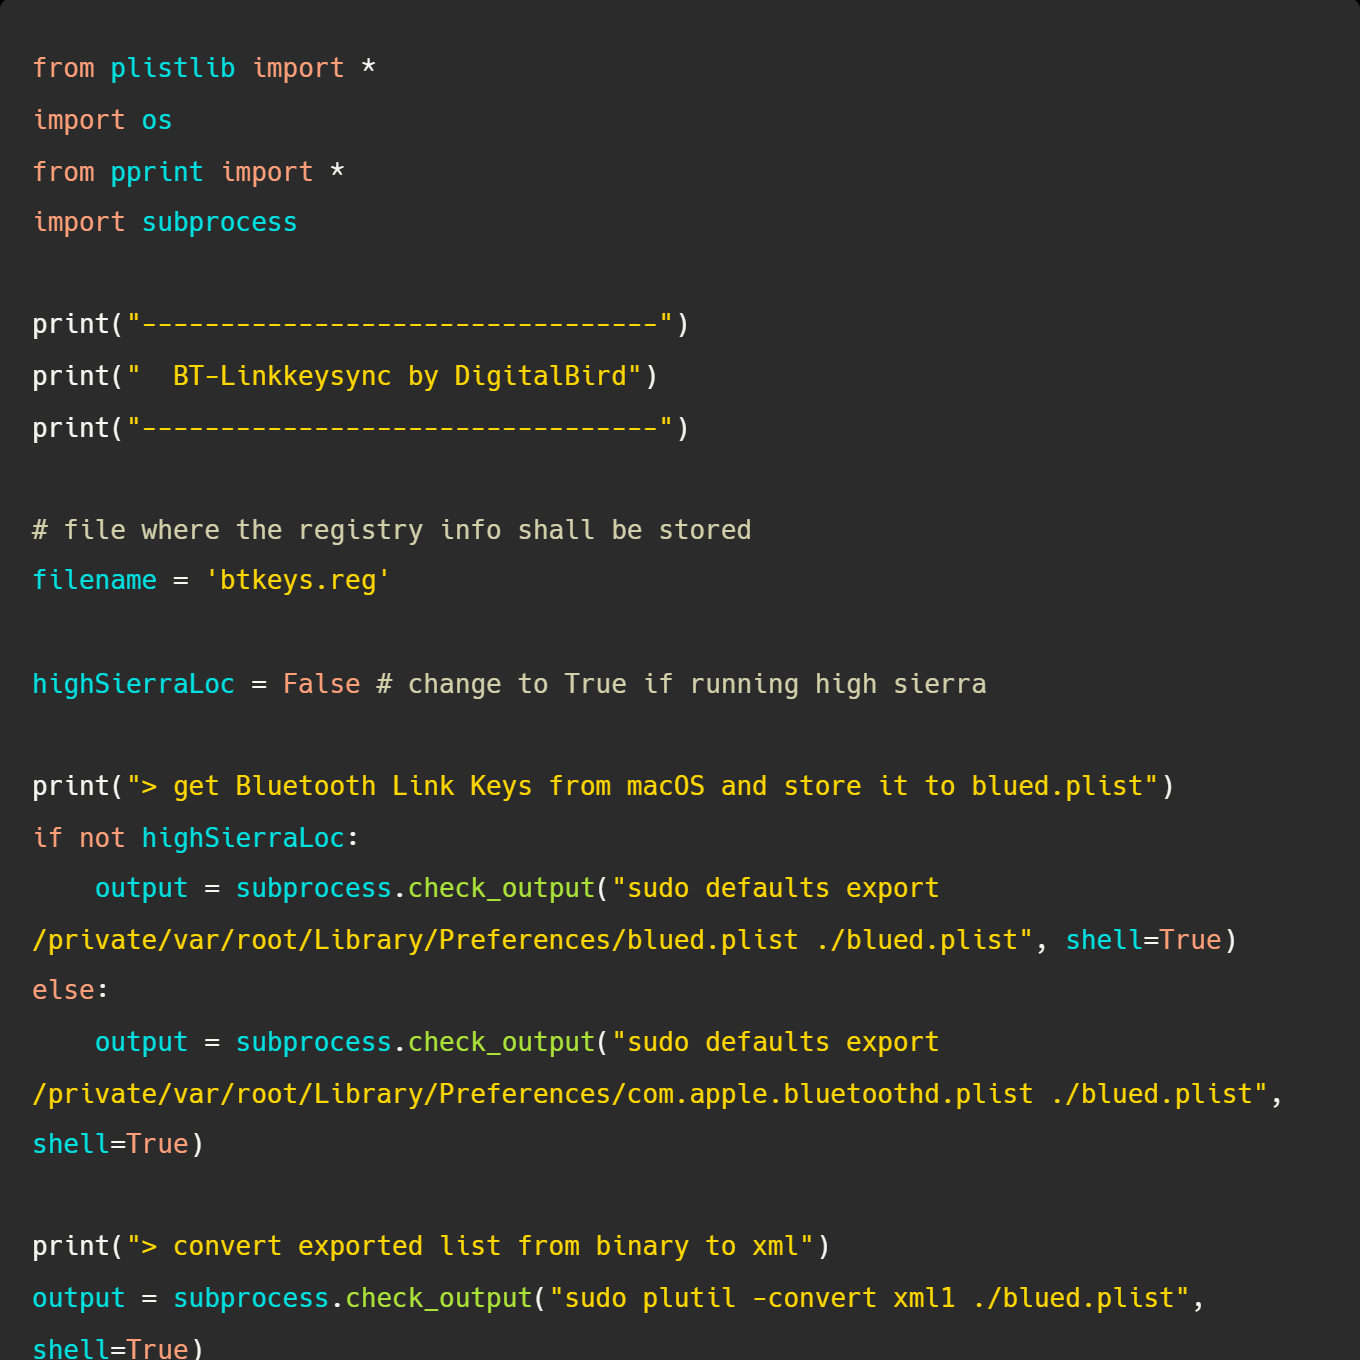 from plistlib import *
import os
from pprint import *
import subprocess
print("---------------------------------")
print("  BT-Linkkeysync by DigitalBird")
print("---------------------------------")
# file where the registry info shall be stored
filename = 'btkeys.reg'
highSierraLoc = False # change to True if running high sierra
print("> get Bluetooth Link Keys from macOS and store it to blued.plist")
if not highSierraLoc:
    output = subprocess.check_output("sudo defaults export
/private/var/root/Library/Preferences/blued.plist ./blued.plist", shell=True)
else:
    output = subprocess.check_output("sudo defaults export
/private/var/root/Library/Preferences/com.apple.bluetoothd.plist ./blued.plist",
shell=True)
print("> convert exported list from binary to xml")
output = subprocess.check_output("sudo plutil -convert xml1 ./blued.plist",
shell=True)